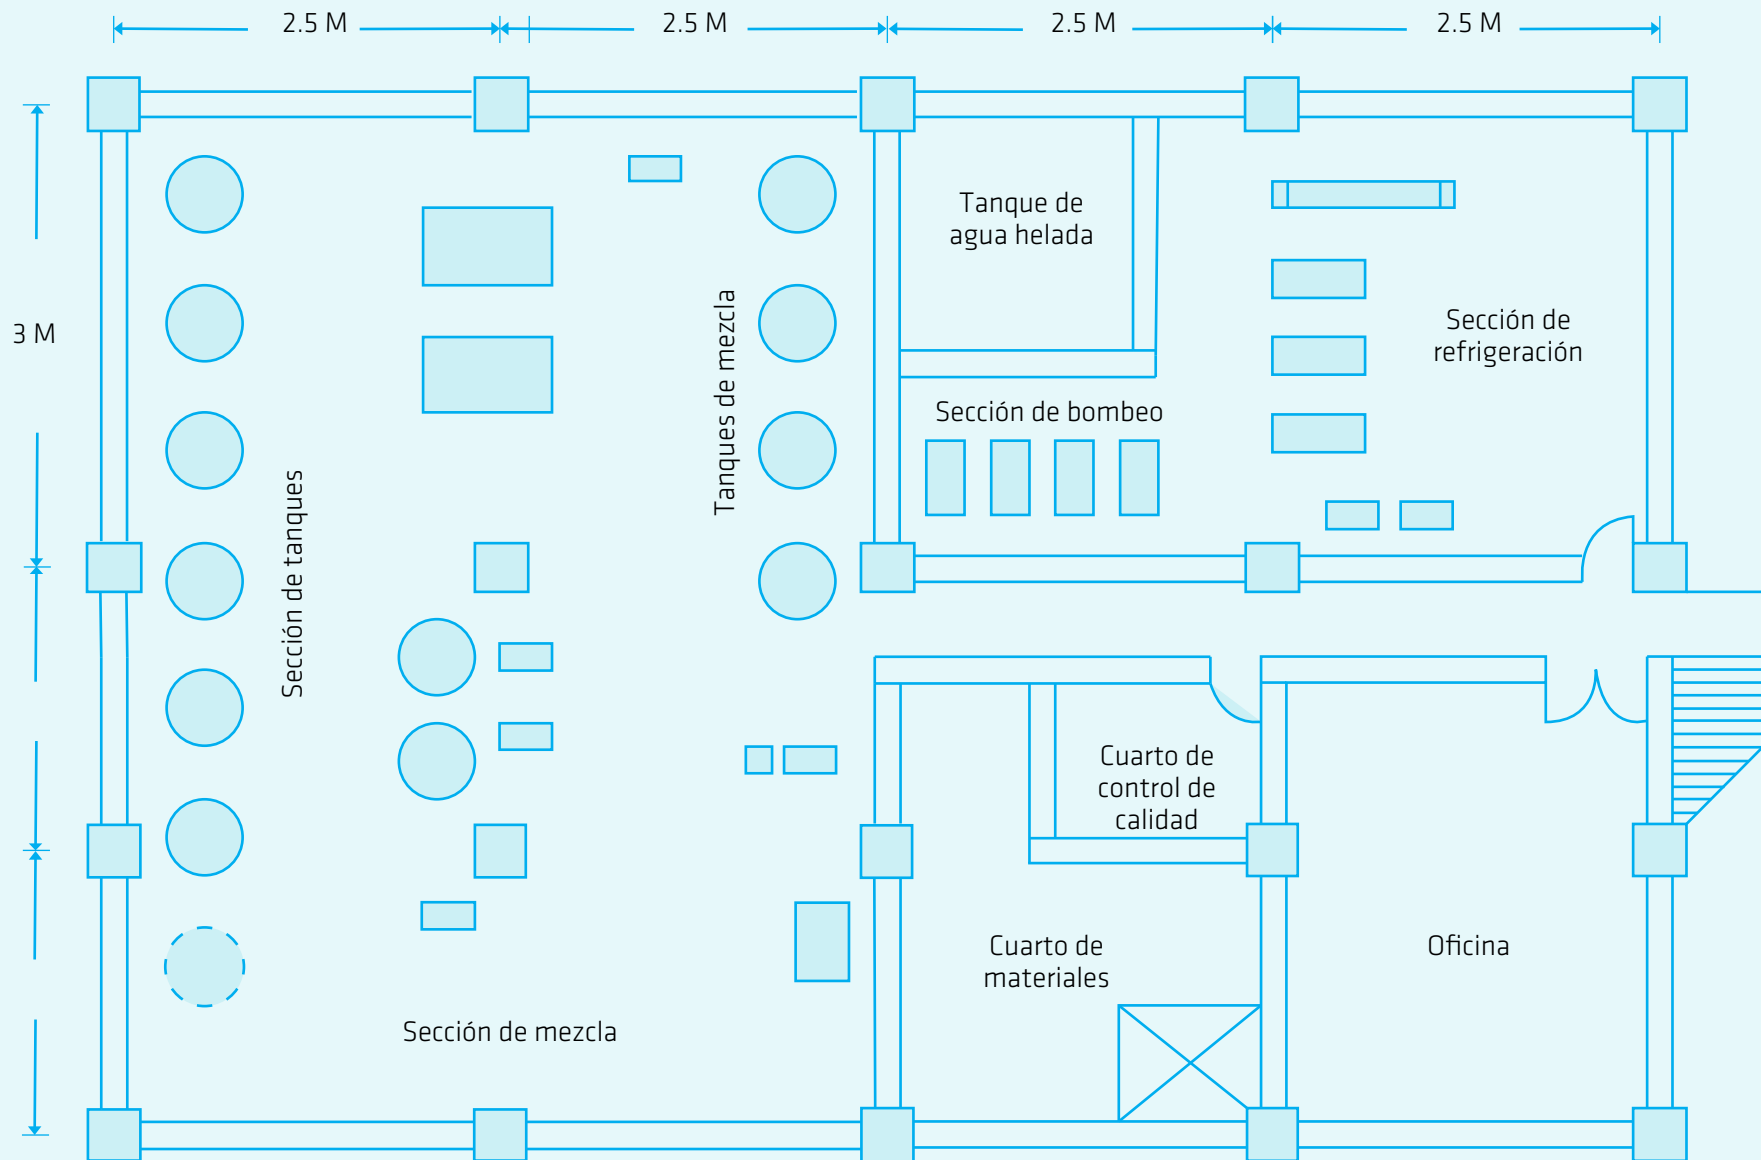 2.5 M
2.5 M
2.5 M
2.5 M
3 M
Tanque de
agua helada
Sección de
refrigeración
Tanques de mezcla
Sección de bombeo
Sección de tanques
Cuarto de
control de
calidad
Cuarto de
materiales
Oficina
Sección de mezcla